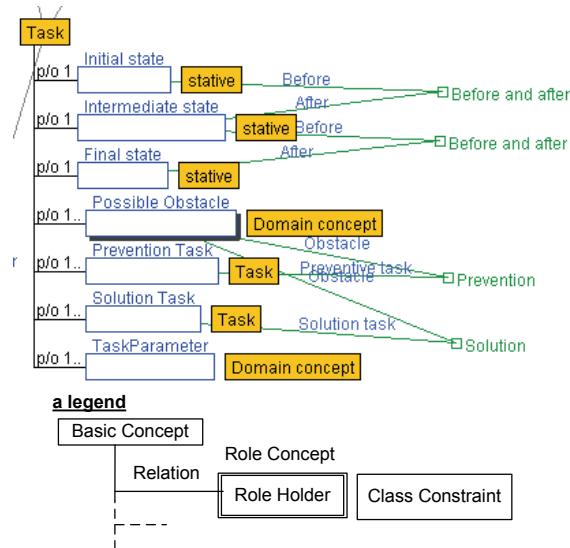 Task
Initial state
p/o 1 stative Before
Before and after
Intermediate state After
p/o 1 stative Before
Before and after
Final state After
p/o 1 stative
Possible Obstacle
p/o 1.. Domain concept
Obstacle
Prevention Task
r p/o 1.. Task Preventive task
Obstacle
Prevention
Solution Task
p/o 1.. Task Solution task
Solution
TaskParameter
p/o 1.. Domain concept
a legend
Basic Concept
Role Concept
Relation
Role Holder Class Constraint